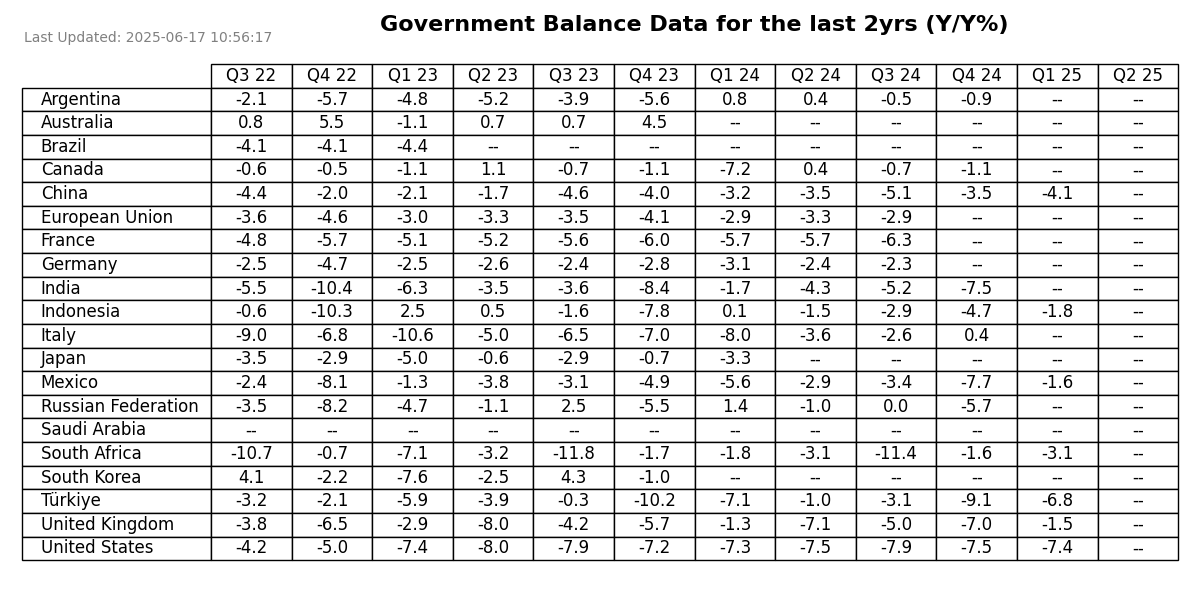 Government Balance Data for the last 2yrs (Y/Y%)
Last Updated: 2025-06-17 10:56:17
Q3 22 Q4 22 Q1 23 Q2 23 Q3 23 Q4 23 Q1 24 Q2 24 Q3 24 Q4 24 Q1 25 Q2 25
Argentina -2.1 -5.7 -4.8 -5.2 -3.9 -5.6 0.8 0.4 -0.5 -0.9 -- --
Australia 0.8 5.5 -1.1 0.7 0.7 4.5 -- -- -- -- -- --
Brazil -4.1 -4.1 -4.4 -- -- -- -- -- -- -- -- --
Canada -0.6 -0.5 -1.1 1.1 -0.7 -1.1 -7.2 0.4 -0.7 -1.1 -- --
China -4.4 -2.0 -2.1 -1.7 -4.6 -4.0 -3.2 -3.5 -5.1 -3.5 -4.1 --
European Union -3.6 -4.6 -3.0 -3.3 -3.5 -4.1 -2.9 -3.3 -2.9 -- -- --
France -4.8 -5.7 -5.1 -5.2 -5.6 -6.0 -5.7 -5.7 -6.3 -- -- --
Germany -2.5 -4.7 -2.5 -2.6 -2.4 -2.8 -3.1 -2.4 -2.3 -- -- --
India -5.5 -10.4 -6.3 -3.5 -3.6 -8.4 -1.7 -4.3 -5.2 -7.5 -- --
Indonesia -0.6 -10.3 2.5 0.5 -1.6 -7.8 0.1 -1.5 -2.9 -4.7 -1.8 --
Italy -9.0 -6.8 -10.6 -5.0 -6.5 -7.0 -8.0 -3.6 -2.6 0.4 -- --
Japan -3.5 -2.9 -5.0 -0.6 -2.9 -0.7 -3.3 -- -- -- -- --
Mexico -2.4 -8.1 -1.3 -3.8 -3.1 -4.9 -5.6 -2.9 -3.4 -7.7 -1.6 --
Russian Federation -3.5 -8.2 -4.7 -1.1 2.5 -5.5 1.4 -1.0 0.0 -5.7 -- --
Saudi Arabia -- -- -- -- -- -- -- -- -- -- -- --
South Africa -10.7 -0.7 -7.1 -3.2 -11.8 -1.7 -1.8 -3.1 -11.4 -1.6 -3.1 --
South Korea 4.1 -2.2 -7.6 -2.5 4.3 -1.0 -- -- -- -- -- --
Türkiye -3.2 -2.1 -5.9 -3.9 -0.3 -10.2 -7.1 -1.0 -3.1 -9.1 -6.8 --
United Kingdom -3.8 -6.5 -2.9 -8.0 -4.2 -5.7 -1.3 -7.1 -5.0 -7.0 -1.5 --
United States -4.2 -5.0 -7.4 -8.0 -7.9 -7.2 -7.3 -7.5 -7.9 -7.5 -7.4 --